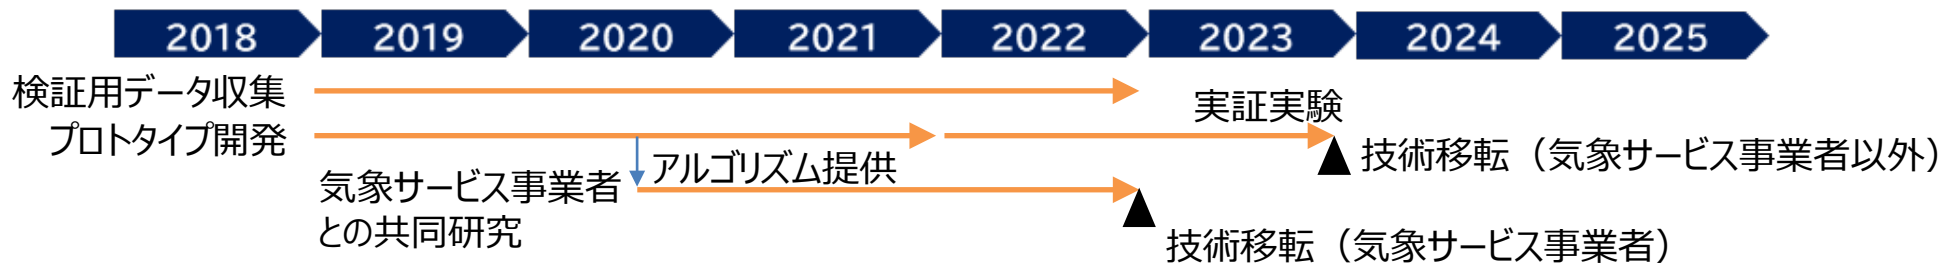 2018 2019 2020 2021 2022 2023 2024 2025
検証用データ収集
実証実験
プロトタイプ開発
技術移転（気象サービス事業者以外）
アルゴリズム提供
気象サービス事業者
との共同研究
技術移転（気象サービス事業者）